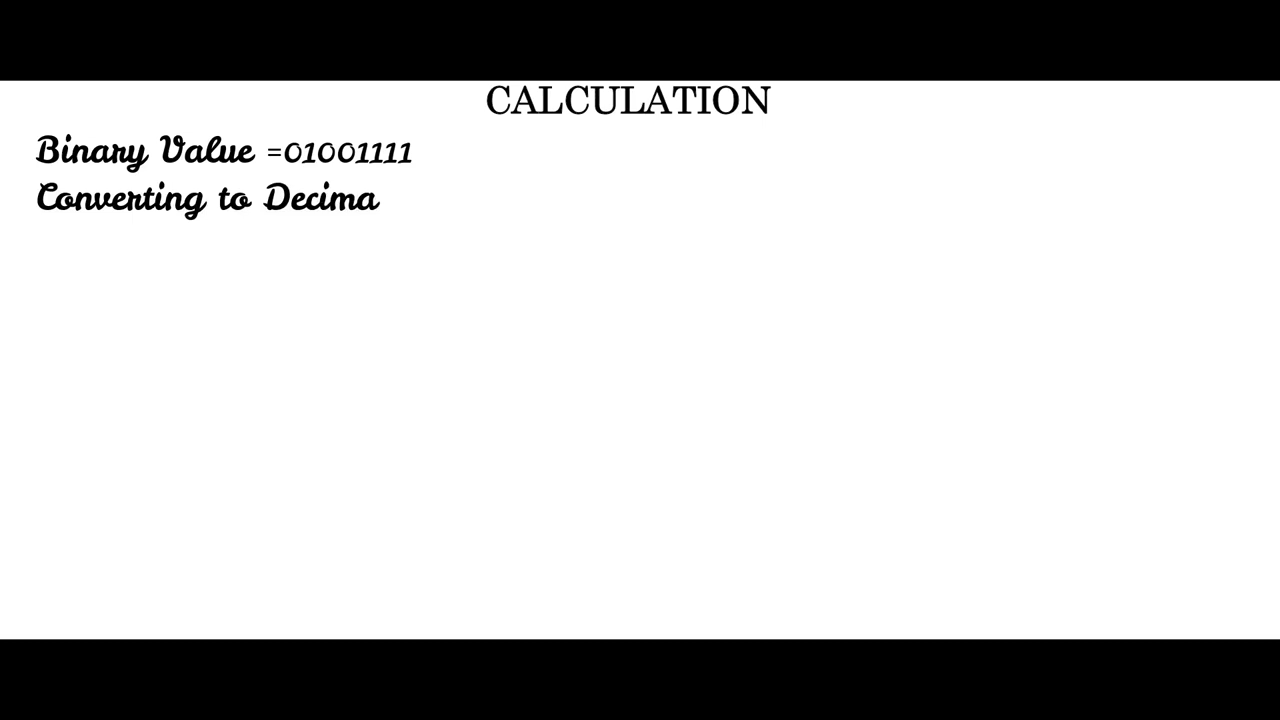 CALCULATION
Binary Value =01001111
Converting to Decima